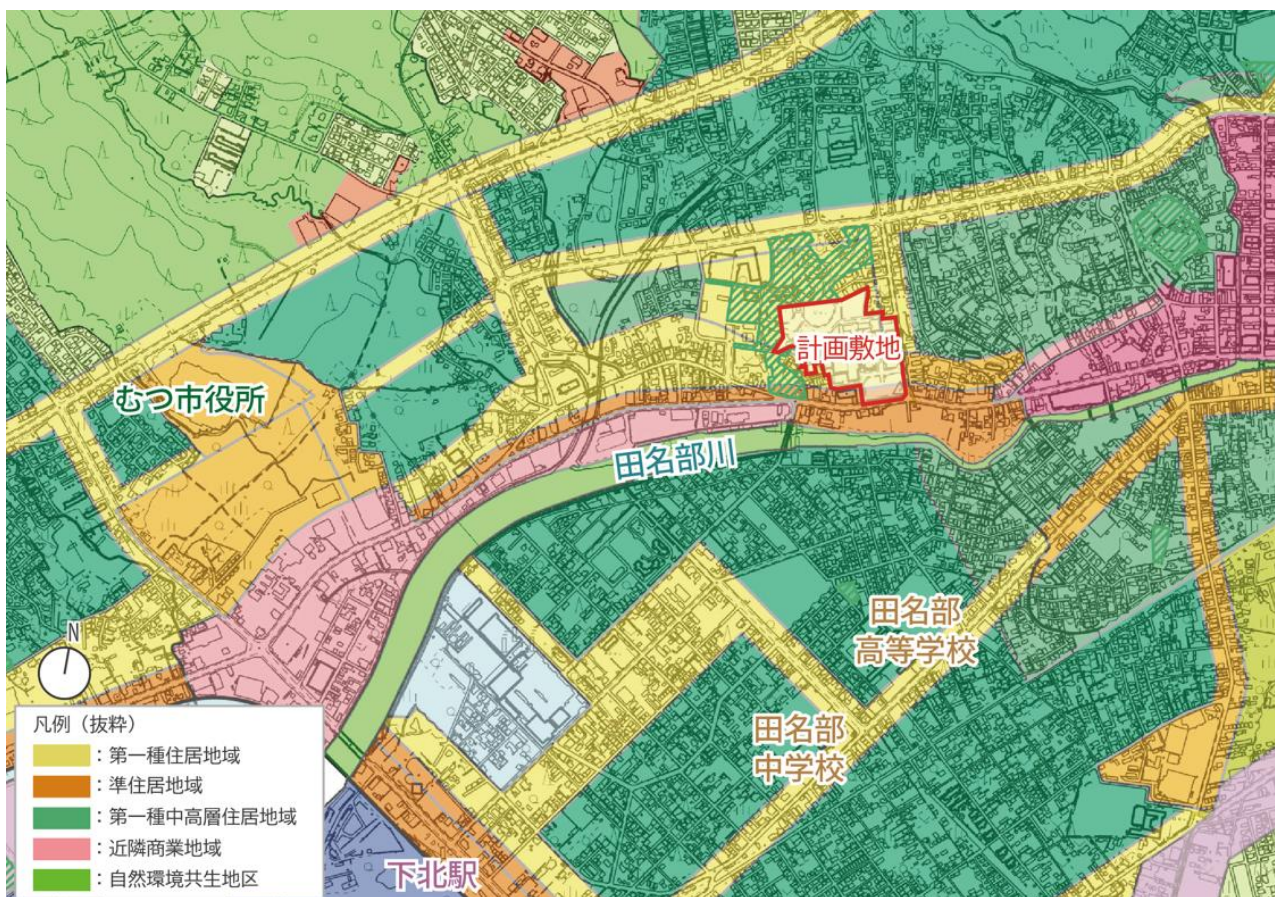 計画敷地
むつ市役所
田名部川
田名部
高等学校
田名部
中学校
N
凡例（抜粋）
：第一種住居地域
：準住居地域
：第一種中高層住居地域
：近隣商業地域
：自然環境共生地区
下北駅